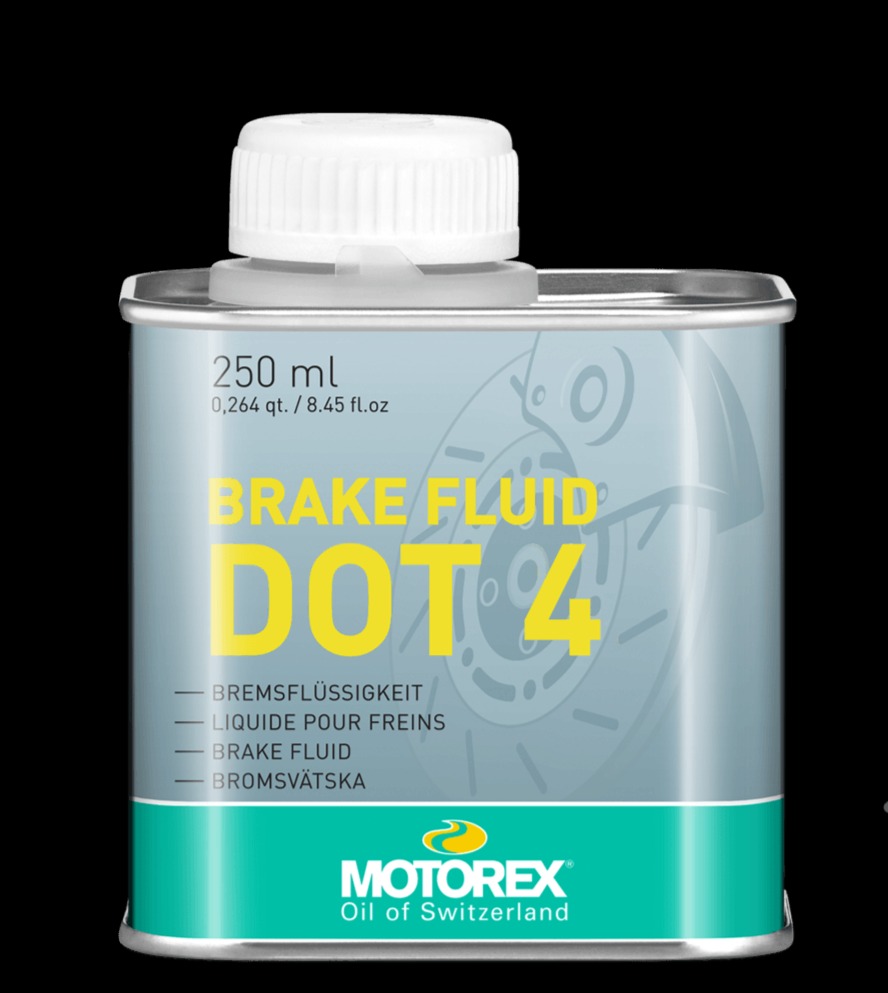 250 ml
0,264 qt. / 8.45 fl.oz
BRAKE FLUID
DOT 4
— BREMSFLÜSSIGKEIT
— LIQUIDE POUR FREINS
— BRAKE FLUID
— BROMSVÄTSKA
MOTOREX®
Oil of Switzerland